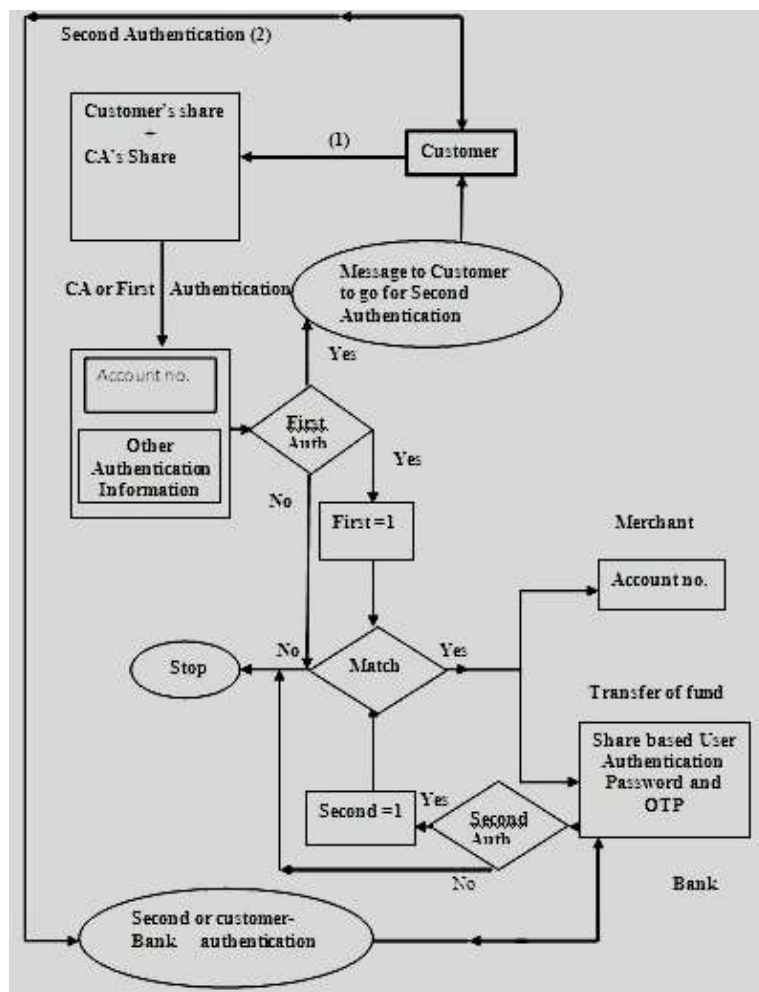 Second Authentication (2)
Customer's share
+
CA's Share
(1)
Customer
Message to Customer
to go for Second
Authentication
CA or First Authentication
Yes
Account no.
Other
Authentication
Information
First
Auth
Yes
No
First =1
Merchant
Account no.
No
Match
Yes
Stop
Transfer of fund
Share based User
Authentication
Password and
OTP
Second =1
Yes
Second
Auth
No
Bank
Second or customer-
Bank authentication